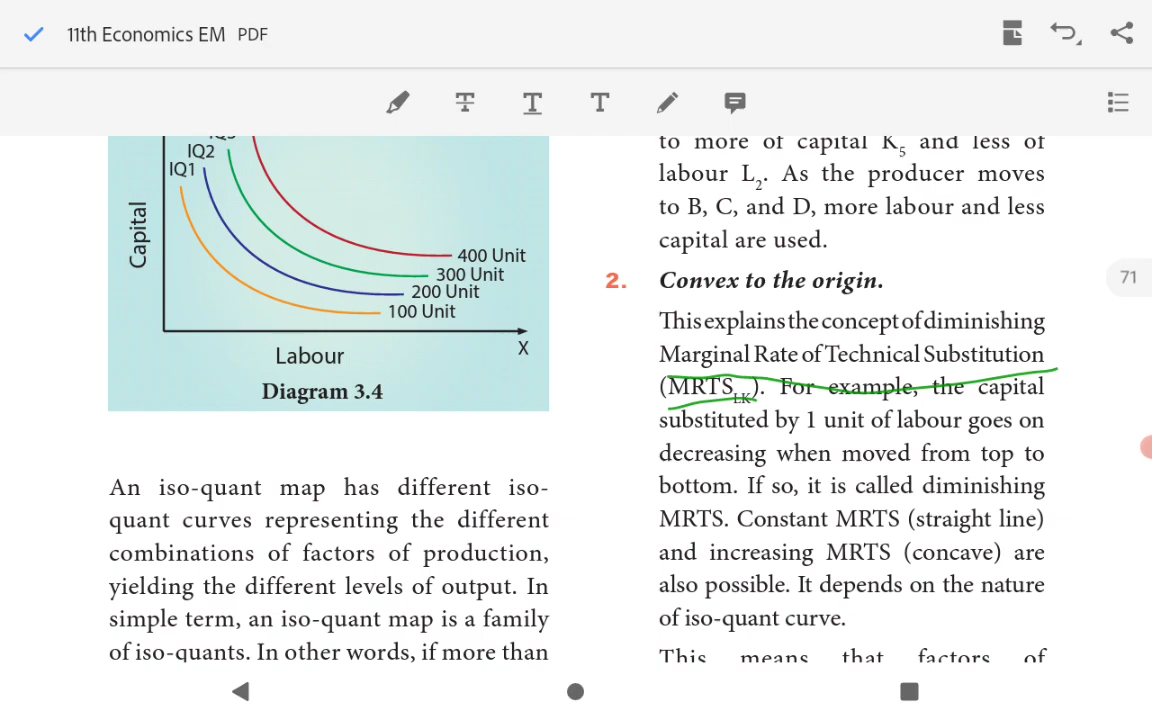 11th Economics EM PDF
IQ2
IQ1
Capital
400 Unit
300 Unit
200 Unit
100 Unit
X
Labour
Diagram 3.4
An iso-quant map has different iso-
quant curves representing the different
combinations of factors of production,
yielding the different levels of output. In
simple term, an iso-quant map is a family
of iso-quants. In other words, if more than
to more of capital K5 and less of
labour L2. As the producer moves
to B, C, and D, more labour and less
capital are used.
2. Convex to the origin.
This explains the concept of diminishing
Marginal Rate of Technical Substitution
(MRTSLK). For example, the capital
substituted by 1 unit of labour goes on
decreasing when moved from top to
bottom. If so, it is called diminishing
MRTS. Constant MRTS (straight line)
and increasing MRTS (concave) are
also possible. It depends on the nature
of iso-quant curve.
This means that factors of
71